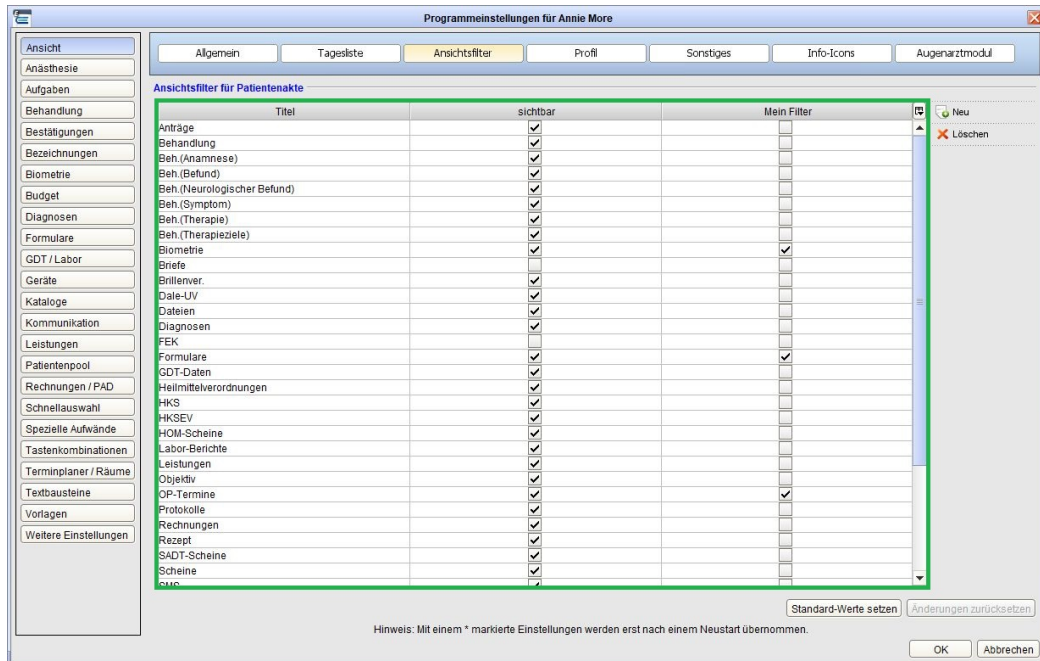 Programmeinstellungen für Annie More
Ansicht
Anästhesie
Aufgaben
Behandlung
Bestätigungen
Bezeichnungen
Biometrie
Budget
Diagnosen
Formulare
GDT / Labor
Geräte
Kataloge
Kommunikation
Leistungen
Patientenpool
Rechnungen / PAD
Schnellauswahl
Spezielle Aufwände
Tastenkombinationen
Terminplaner / Räume
Textbausteine
Vorlagen
Weitere Einstellungen
Allgemein Tagesliste Ansichtsfilter Profil Sonstiges Info-Icons Augenarztmodul
Ansichtsfilter für Patientenakte
Titel sichtbar Mein Filter
Anträge
Behandlung
Beh.(Anamnese)
Beh.(Befund)
Beh.(Neurologischer Befund)
Beh.(Symptom)
Beh.(Therapie)
Beh.(Therapieziele)
Biometrie
Briefe
Brillenver.
Dale-UV
Dateien
Diagnosen
FEK
Formulare
GDT-Daten
Heilmittelverordnungen
HKS
HKSEV
HOM-Scheine
Labor-Berichte
Leistungen
Objektiv
OP-Termine
Protokolle
Rechnungen
Rezept
SADT-Scheine
Scheine
SMS
Neu
Löschen
Standard-Werte setzen Änderungen zurücksetzen
Hinweis: Mit einem * markierte Einstellungen werden erst nach einem Neustart übernommen.
OK Abbrechen